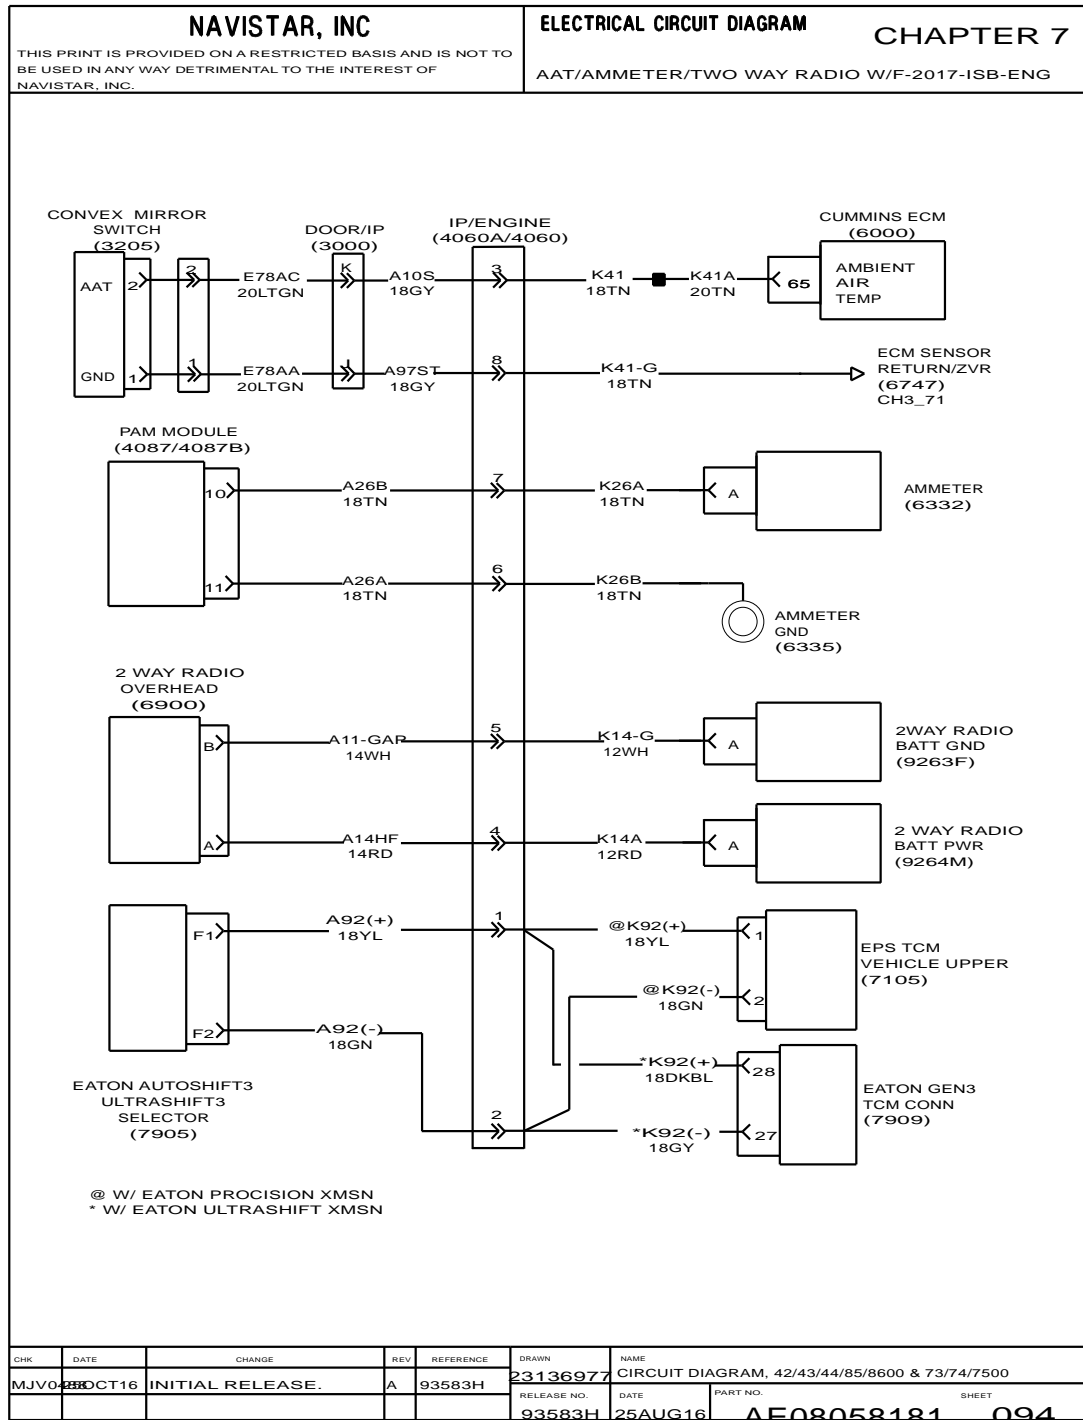 NAVISTAR, INC
THIS PRINT IS PROVIDED ON A RESTRICTED BASIS AND IS NOT TO
BE USED IN ANY WAY DETRIMENTAL TO THE INTEREST OF
NAVISTAR, INC.
ELECTRICAL CIRCUIT DIAGRAM
CHAPTER 7
AAT/AMMETER/TWO WAY RADIO W/F-2017-ISB-ENG
CONVEX MIRROR
SWITCH
(3205)
DOOR/IP
(3000)
IP/ENGINE
(4060A/4060)
CUMMINS ECM
(6000)
AAT
2
2
E78AC
20LTGN
K
A10S
18GY
3
K41
18TN
K41A
20TN
65
AMBIENT
AIR
TEMP
GND
1
1
E78AA
20LTGN
A97ST
18GY
8
K41-G
18TN
ECM SENSOR
RETURN/ZVR
(6747)
CH3_71
PAM MODULE
(4087/4087B)
10
A26B
18TN
7
K26A
18TN
A
AMMETER
(6332)
11
A26A
18TN
6
K26B
18TN
AMMETER
GND
(6335)
2 WAY RADIO
OVERHEAD
(6900)
B
A11-GAP
14WH
5
K14-G
12WH
A
2WAY RADIO
BATT GND
(9263F)
A
A14HF
14RD
4
K14A
12RD
A
2 WAY RADIO
BATT PWR
(9264M)
F1
A92(+)
18YL
1
@K92(+)
18YL
1
@K92(-)
18GN
2
EPS TCM
VEHICLE UPPER
(7105)
F2
A92(-)
18GN
2
*K92(+)
18DKBL
28
*K92(-)
18GY
27
EATON GEN3
TCM CONN
(7909)
EATON AUTOSHIFT3
ULTRASHIFT3
SELECTOR
(7905)
@ W/ EATON PROCISION XMSN
* W/ EATON ULTRASHIFT XMSN
CHK DATE CHANGE REV REFERENCE
INITIAL RELEASE. A 93583H
DRAWN
23136977
NAME
CIRCUIT DIAGRAM, 42/43/44/85/8600 & 73/74/7500
RELEASE NO.
93583H
DATE
25AUG16
PART NO.
AE08058181
SHEET
094